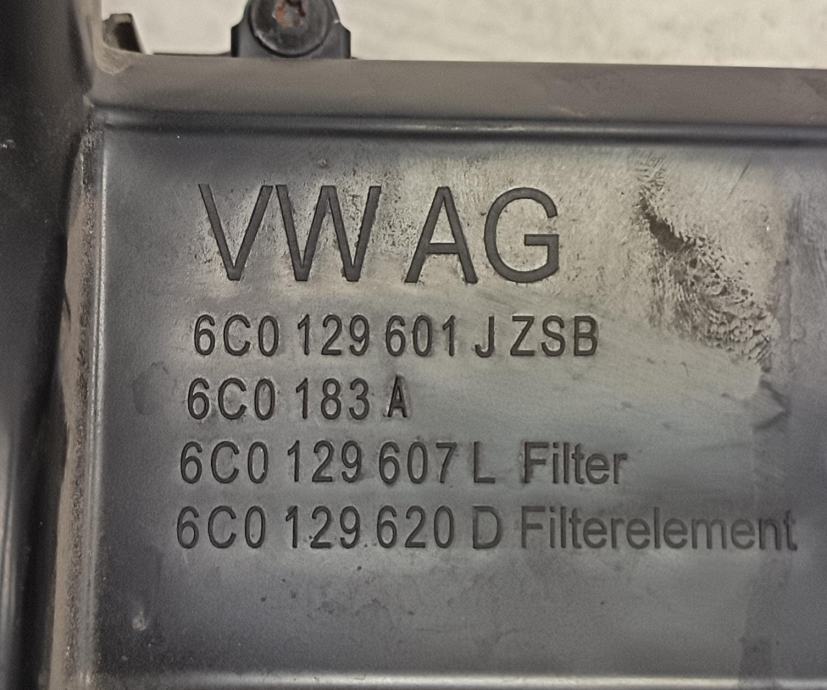 VW AG
6C0 129 601 J ZSB
6C0 183 A
6C0 129 607 L Filter
6C0 129 620 D Filterelement